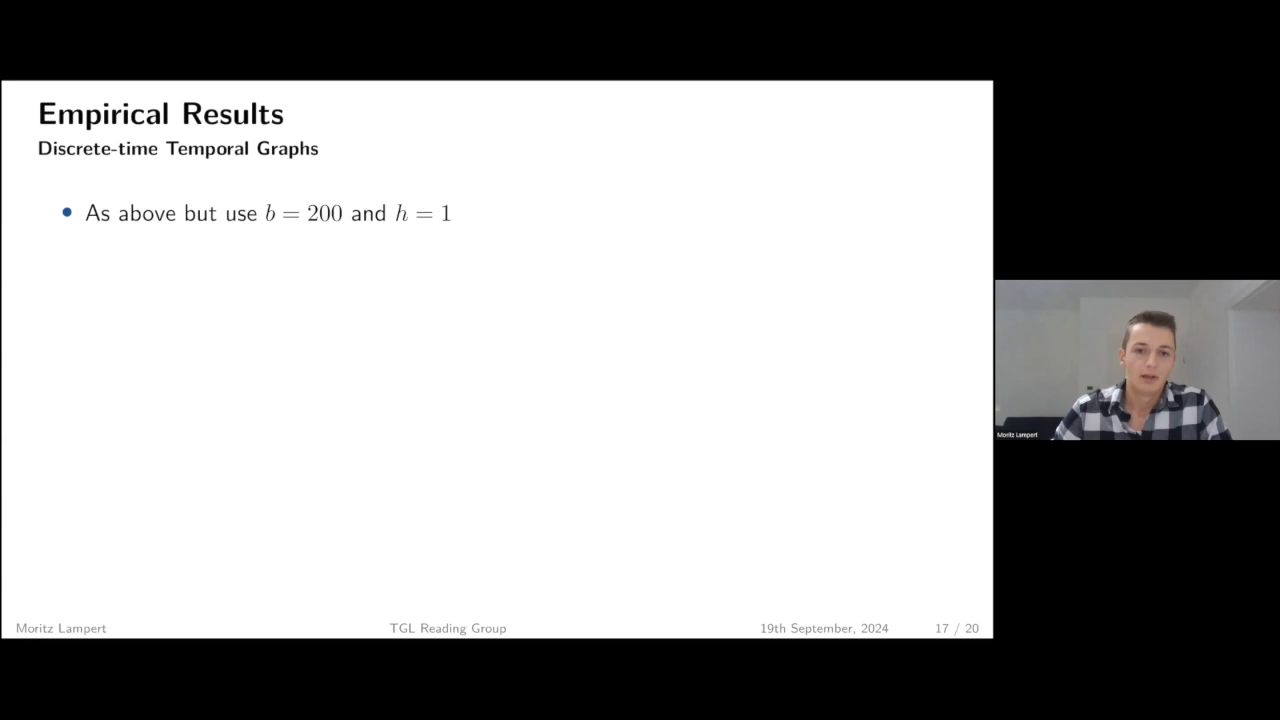 Empirical Results
Discrete-time Temporal Graphs
• As above but use b = 200 and h = 1
Moritz Lampert
Moritz Lampert TGL Reading Group 19th September, 2024 17 / 20